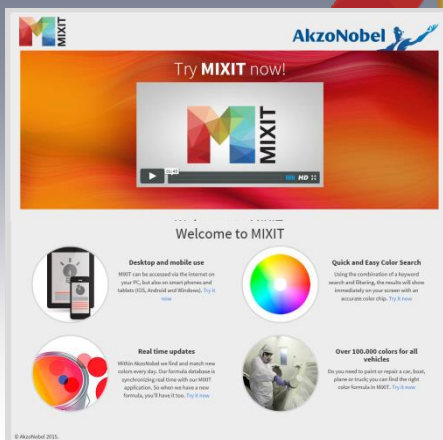 MIXIT
AkzoNobel
Try MIXIT now!
MIXIT
01:43
HD
Welcome to MIXIT
Desktop and mobile use
MIXIT can be accessed via the internet on
your PC, but also on smart phones and
tablets (IOS, Android and Windows). Try it
now
Quick and Easy Color Search
Using the combination of a keyword
search and filtering, the results will show
immediately on your screen with an
accurate color chip. Try it now
Real time updates
Within AkzoNobel we find and match new
colors every day. Our formula database is
synchronizing real time with our MIXIT
application. So when we have a new
formula, you'll have it too. Try it now
Over 100.000 colors for all
vehicles
Do you need to paint or repair a car, boat,
plane or truck; you can find the right
color formula in MIXIT. Try it now
© AkzoNobel 2015.